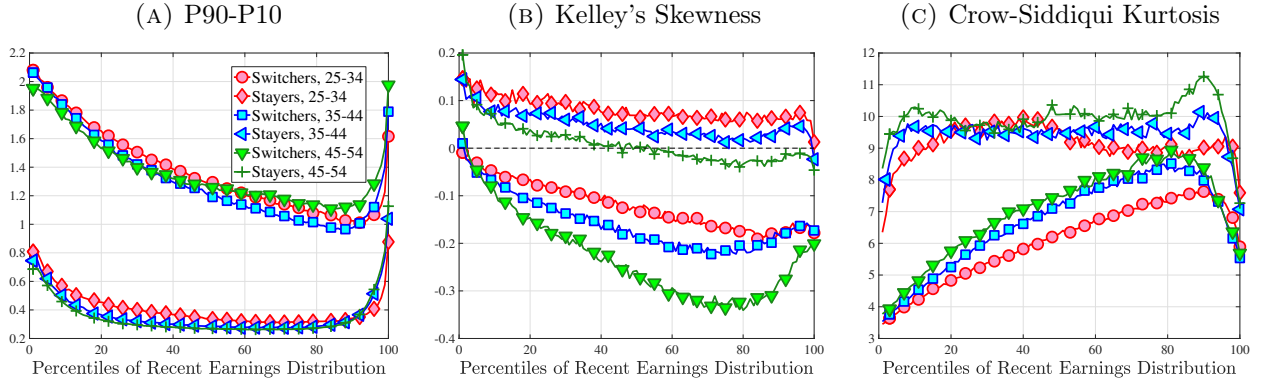 (A) P90-P10
2.2
2
1.8
1.6
1.4
1.2
1
0.8
0.6
0.4
0.2
0 20 40 60 80 100
Percentiles of Recent Earnings Distribution
Switchers, 25-34
Stayers, 25-34
Switchers, 35-44
Stayers, 35-44
Switchers, 45-54
Stayers, 45-54
(B) Kelley's Skewness
0.2
0.1
0
-0.1
-0.2
-0.3
-0.4
0 20 40 60 80 100
Percentiles of Recent Earnings Distribution
(C) Crow-Siddiqui Kurtosis
12
11
10
9
8
7
6
5
4
3
0 20 40 60 80 100
Percentiles of Recent Earnings Distribution